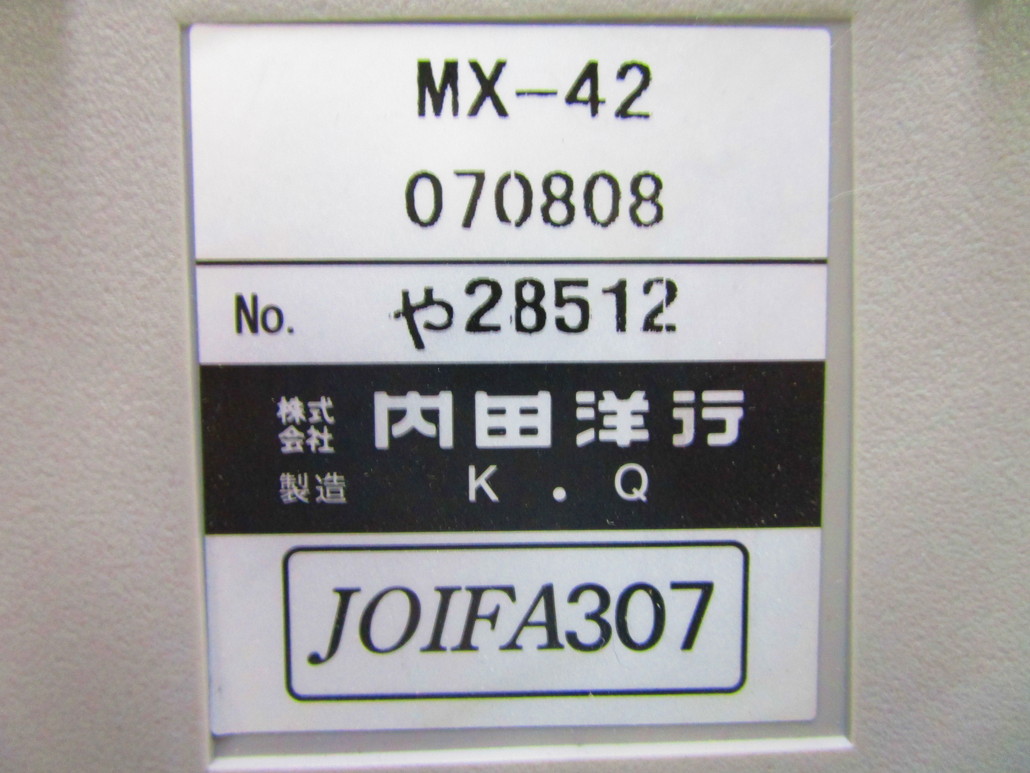 MX-42
070808
No. や28512
株式会社 内田洋行
製造 K.Q
JOIFA307